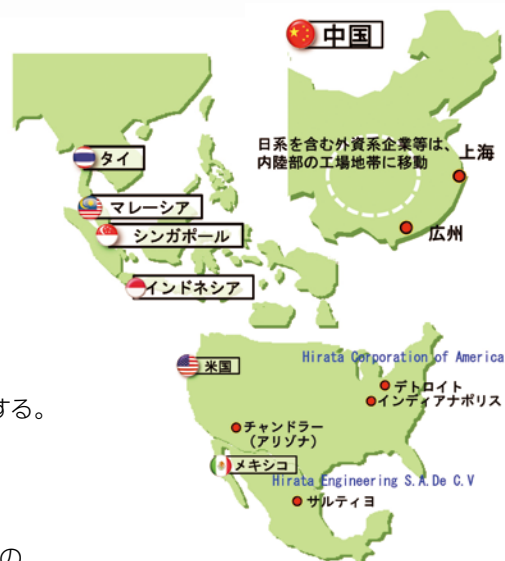 中国
日系を含む外資系企業等は、
内陸部の工場地帯に移動
上海
広州
タイ
マレーシア
シンガポール
インドネシア
米国
Hirata Corporation of America
デトロイト
インディアナポリス
チャンドラー
(アリゾナ)
メキシコ
Hirata Engineering S.A.De C.V
サルティヨ
する。
の